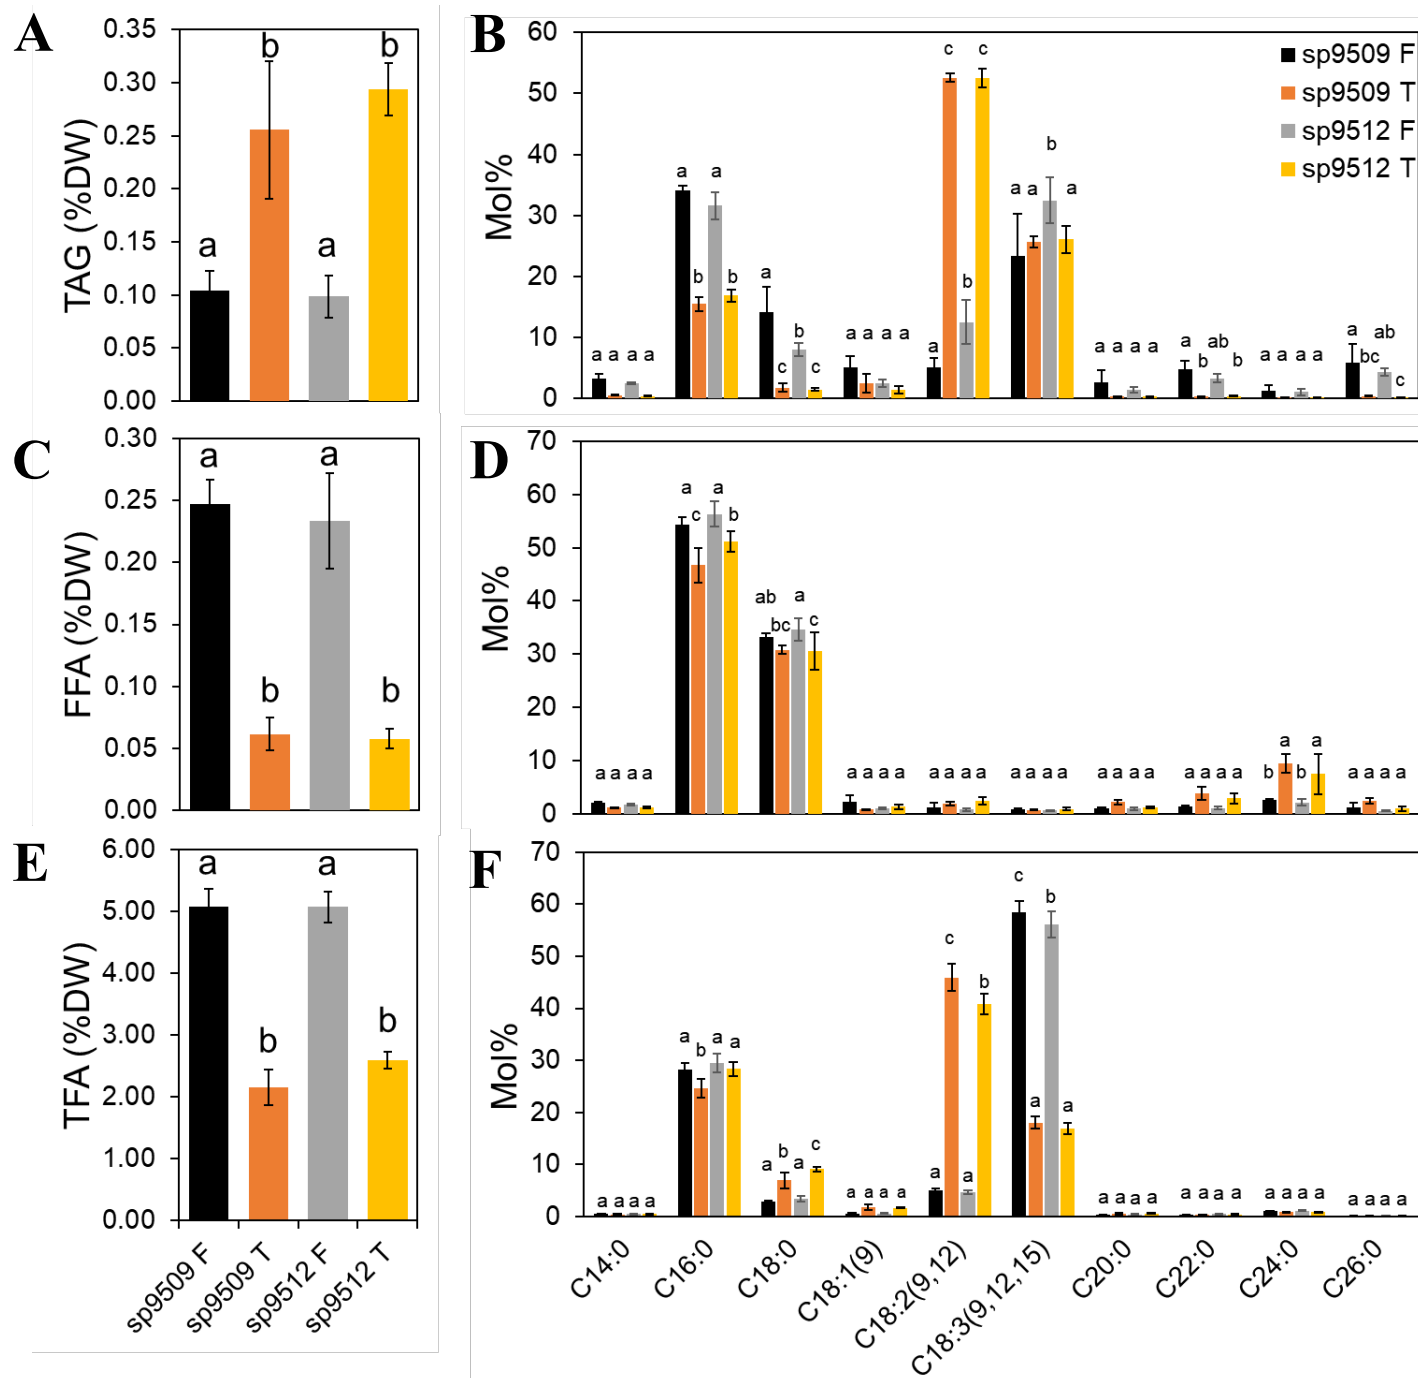 A
TAG (%DW)
0.35
0.30
0.25
0.20
0.15
0.10
0.05
0.00
a b a b
B
Mol%
60
50
40
30
20
10
0
sp9509 F
sp9509 T
sp9512 F
sp9512 T
a a a a
a b a b
a c b c
a a a a
a c b c
a a b a
a a a a
a b ab b
a a a a
a bc ab c
C
FFA (%DW)
0.30
0.25
0.20
0.15
0.10
0.05
0.00
a b a b
D
Mol%
70
60
50
40
30
20
10
0
a a a a
a c a b
ab bc a c
a a a a
a a a a
a a a a
a a a a
a a a a
b a b a
a a a a
E
TFA (%DW)
6.00
5.00
4.00
3.00
2.00
1.00
0.00
a b a b
sp9509 F
sp9509 T
sp9512 F
sp9512 T
F
Mol%
70
60
50
40
30
20
10
0
a a a a
a b a a
a b a c
a a a a
a c a b
c a b a
a a a a
a a a a
a a a a
a a a a
C14:0
C16:0
C18:0
C18:1(9)
C18:2(9,12)
C18:3(9,12,15)
C20:0
C22:0
C24:0
C26:0